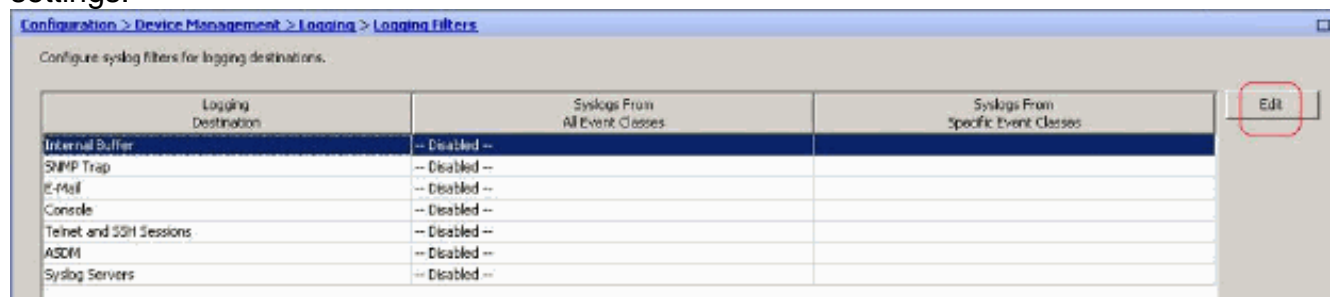 settings.
Configuration > Device Management > Logging > Logging Filters
Configure syslog filters for logging destinations.
Logging Destination Syslogs From All Event Classes Syslogs From Specific Event Classes Edit
Internal Buffer -- Disabled --
SNMP Trap -- Disabled --
E-Mail -- Disabled --
Console -- Disabled --
Telnet and SSH Sessions -- Disabled --
ASDM -- Disabled --
Syslog Servers -- Disabled --